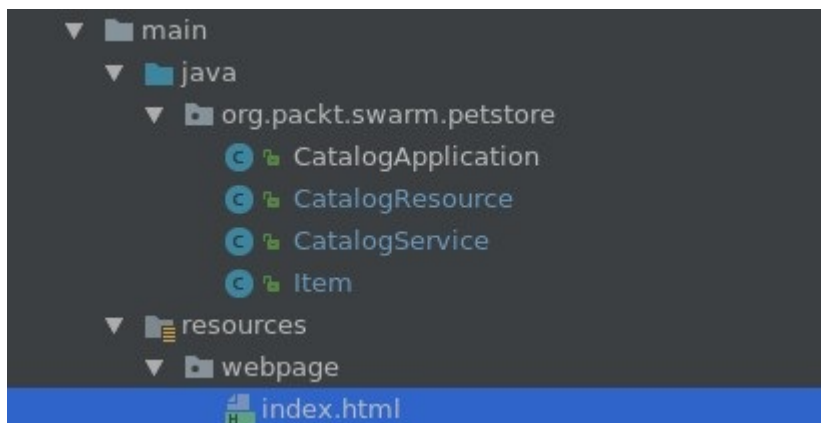 main
java
org.packt.swarm.petstore
C CatalogApplication
C CatalogResource
C CatalogService
C Item
resources
webpage
H index.html